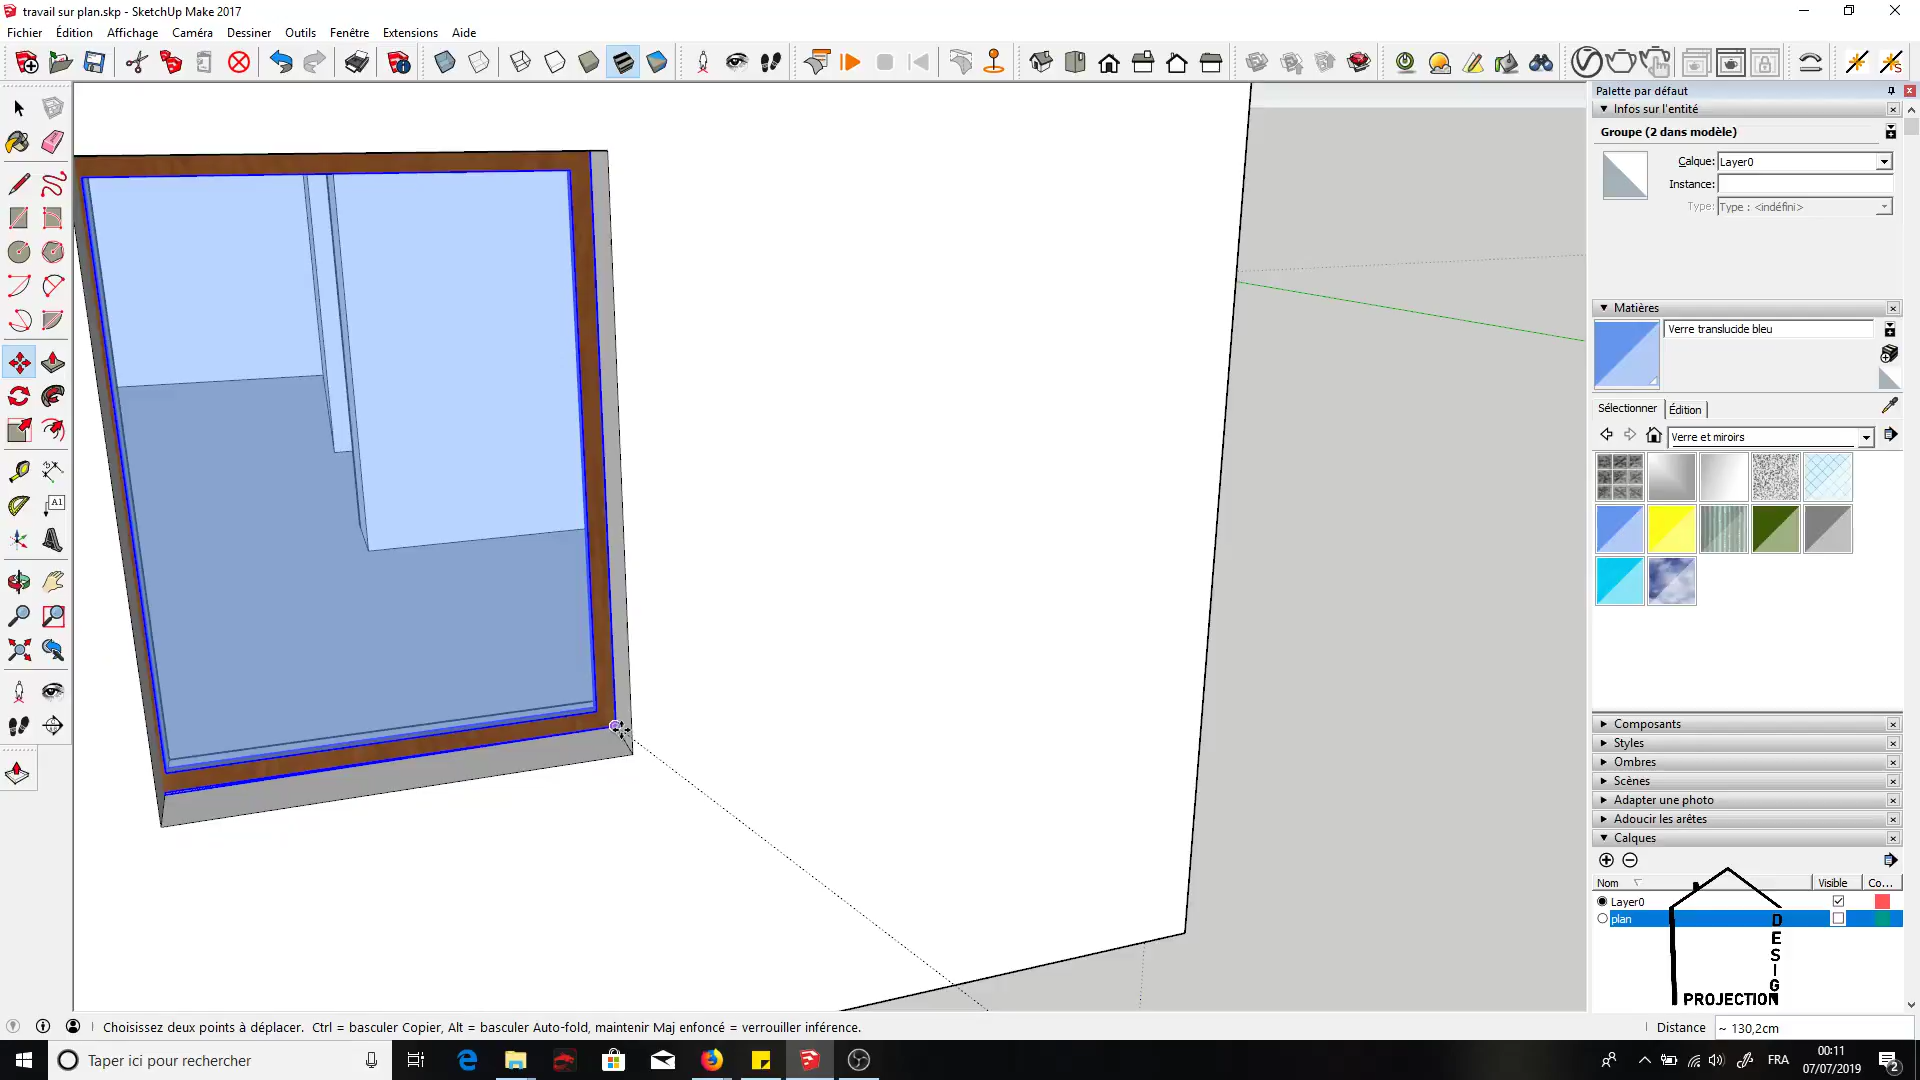 travail sur plan.skp - SketchUp Make 2017
Fichier Édition Affichage Caméra Dessiner Outils Fenêtre Extensions Aide
Palette par défaut
Infos sur l'entité
Groupe (2 dans modèle)
Calque: Layer0
Instance:
Type: Type : <indéfini>
Matières
Verre translucide bleu
Sélectionner Édition
Verre et miroirs
A1
Composants
Styles
Ombres
Scènes
Adapter une photo
Adoucir les arêtes
Calques
Nom Visible Co...
Layer0
plan
DESIGN
PROJECTION
Choisissez deux points à déplacer. Ctrl = basculer Copier, Alt = basculer Auto-fold, maintenir Maj enfoncé = verrouiller inférence.
Distance ~ 130,2cm
Taper ici pour rechercher
FRA
00:11
07/07/2019
2